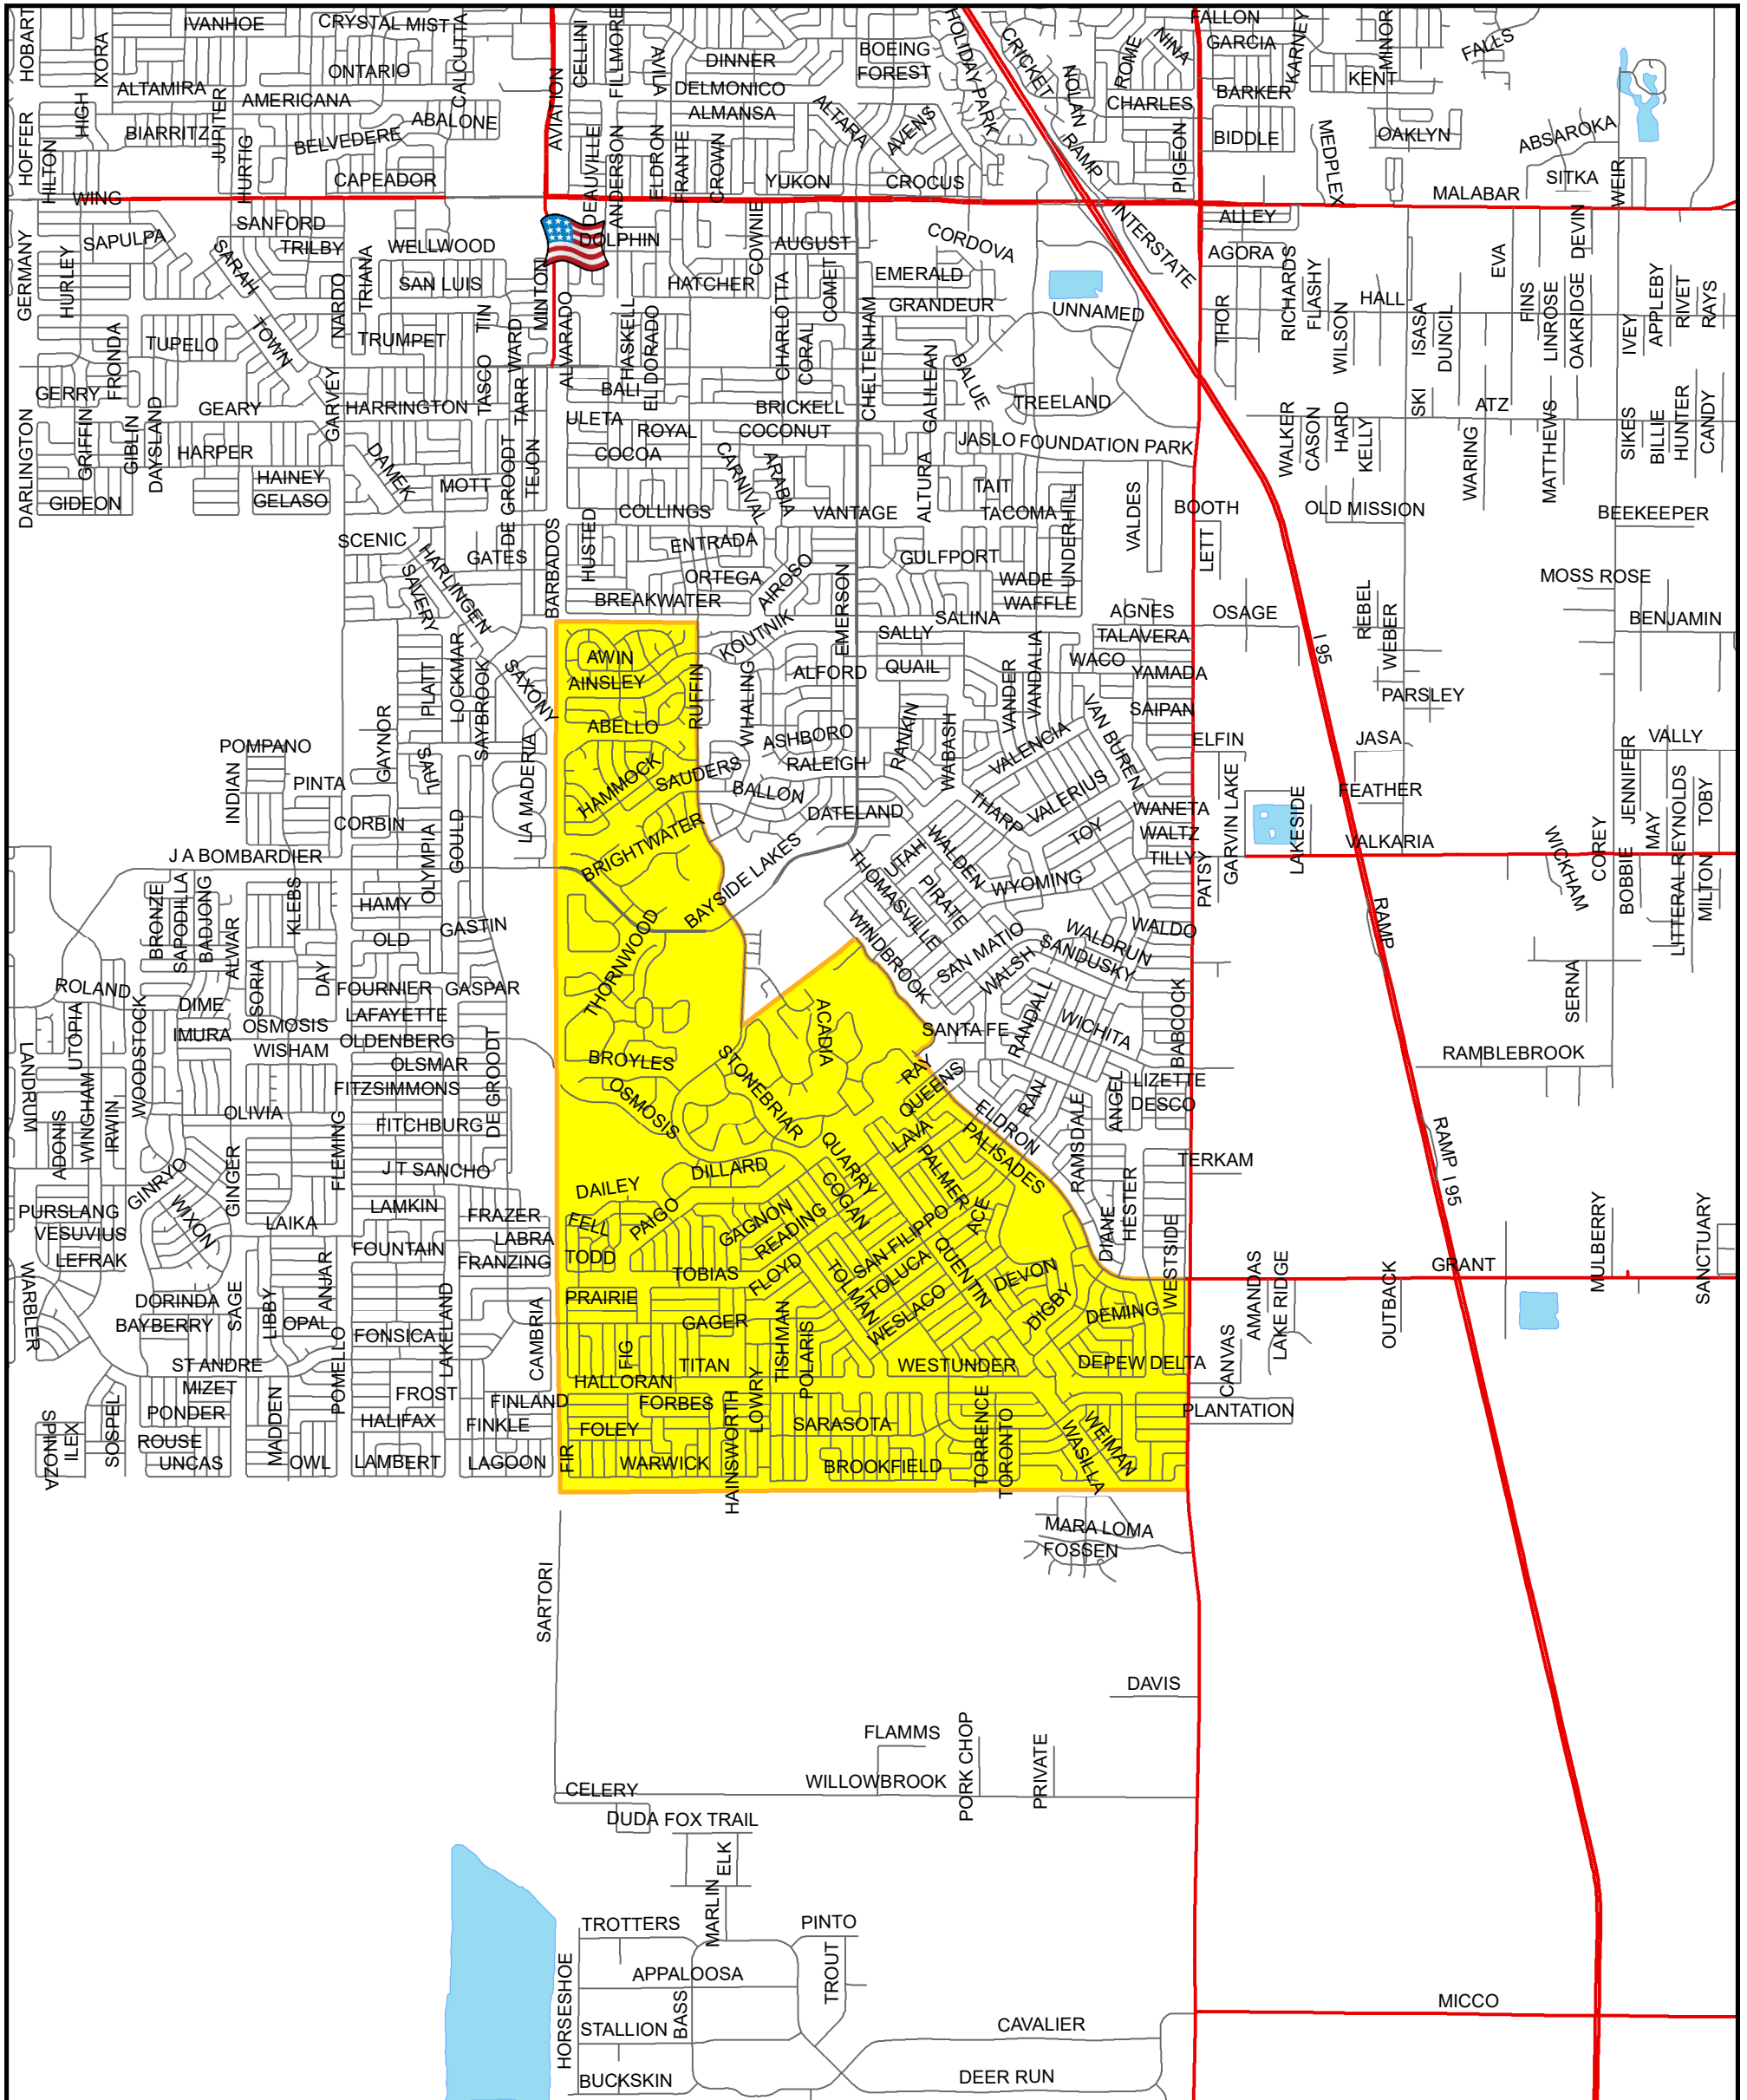 HOBART
IVANHOE
CRYSTAL MIST
CALCUTTA
CELLINI
FILLMORE
HOLIDAY PARK
CRICKET
FALLON
IXORA
AVILA
DINNER
BOEING
ROME
NINA
GARCIA
KARNEY
MINOR
FALLS
ONTARIO
FOREST
NOLAN
KENT
ALTAMIRA
AMERICANA
AVIATION
DELMONICO
CHARLES
BARKER
HIGH
JUPITER
ABALONE
ALMANSA
ALTARA
AVENS
HOFFER
BIARRITZ
BELVEDERE
DEAUVILLE
ANDERSON
ELDRON
FRANTE
CROWN
RAMP
PIGEON
BIDDLE
MEDPLEX
OAKLYN
ABSAROKA
HILTON
HURTIG
CAPEADOR
YUKON
CROCUS
SITKA
WEIR
WING
MALABAR
SANFORD
COWNIE
INTERSTATE
ALLEY
GERMANY
SAPULPA
SARAH
TRILBY
WELLWOOD
DOLPHIN
AUGUST
CORDOVA
AGORA
EVA
DEVIN
HURLEY
NARDO
TRIANA
SAN LUIS
MINTON
HATCHER
COMET
EMERALD
RICHARDS
FLASHY
HALL
APPLEBY
RIVET
RAYS
TOWN
TIN
ALVARADO
HASKELL
EL DORADO
CHARLOTTA
CORAL
CHELTENHAM
GRANDEUR
UNNAMED
THOR
WILSON
ISASA
DUNCIL
FINS
LINROSE
OAKRIDGE
IVEY
FRONDA
TUPELO
TRUMPET
WARD
TASCO
GALILEAN
BALUE
GERRY
GEARY
GARVEY
HARRINGTON
TARR
BALI
BRICKELL
TREELAND
SKI
ATZ
DARLINGTON
GRIFFIN
GIBLIN
DAYSLAND
HARPER
ULETA
ROYAL
COCONUT
JASLO
FOUNDATION PARK
WALKER
CASON
HARD
KELLY
WARING
MATTHEWS
SIKES
BILLIE
HUNTER
CANDY
HAINEY
DAMEK
MOTT
DE GROODT
TEJON
COCOA
CARNIVAL
ARABIA
ALTURA
TAIT
GIDEON
GELASO
COLLINGS
VANTAGE
TACOMA
UNDERHILL
VALDES
BOOTH
OLD MISSION
BEEKEEPER
SCENIC
HARLINGEN
GATES
BARBADOS
HUSTED
ENTRADA
GULFPORT
LETT
SAVERY
ORTEGA
AIROSO
EMERSON
WADE
MOSS ROSE
BREAKWATER
WAFFLE
AGNES
OSAGE
REBEL
WEBER
BENJAMIN
KOUTNIK
SALINA
I 95
PLATT
LOCKMAR
SAYBROOK
SAXONY
AWIN
SALLY
TALAVERA
AINSLEY
RUFFIN
WHALING
ALFORD
QUAIL
VANDER
VANDALIA
WACO
YAMADA
PARSLEY
GAYNOR
ABELLO
ASHBORO
RANKIN
WABASH
VALENCIA
VAN BUREN
SAIPAN
POMPANO
SAUL
LA MADERIA
HAMMOCK
SAUDERS
RALEIGH
ELFIN
JASA
JENNIFER
VALLY
INDIAN
PINTA
BALLON
THARP
VALERIUS
WANETA
GARVIN LAKE
LAKESIDE
FEATHER
REYNOLDS
TOBY
CORBIN
OLYMPIA
GOULD
BRIGHTWATER
DATELAND
WALDEN
TOY
WALTZ
VALKARIA
MAY
J A BOMBARDIER
BAYSIDE LAKES
THOMASVILLE
UTAH
TILLY
PATSY
WICKHAM
COREY
BOBBIE
LITTERAL
MILTON
BRONZE
SAPODILLA
BADJONG
ALWAR
KLEBS
HAMY
PIRATE
WYOMING
RAMP
OLD
GASTIN
THORNWOOD
WINDBROOK
SAN MATIO
WALDRUN
SANDUSKY
WALDO
ROLAND
SORIA
DAY
FOURNIER
GASPAR
WALSH
SERNA
UTOPIA
WOODSTOCK
DIME
LAFAYETTE
ACADIA
RANDALL
WICHITA
BABCOCK
IMURA
OSMOSIS
OLDENBERG
SANTA FE
LANDRUM
WISHAM
OLSMAR
DE GROODT
BROYLES
STONEBRIAR
RAY
RAMBLEBROOK
WINGHAM
FITZSIMMONS
OSMOSIS
QUEENS
RAN
ANGEL
LIZETTE
DESCO
ADONIS
IRWIN
OLIVIA
FLEMING
FITCHBURG
QUARRY
LAVA
ELDRON
PALISADES
RAMSDALE
RAMP I 95
GINRYO
GINGER
J T SANCHO
DILLARD
COGAN
PALMER
TERKAM
PURSLANG
WIXON
LAMKIN
FRAZER
DAILEY
PAIGO
GAGNON
ACE
DIANE
HESTER
WESTSIDE
MULBERRY
SANCTUARY
VESUVIUS
LAIKA
LABRA
FELL
READING
SAN FILIPPO
LEFRAK
FOUNTAIN
FRANZING
TODD
TOBIAS
FLOYD
TOLMAN
TOLUCA
QUENTIN
DEVON
AMANDAS
LAKE RIDGE
OUTBACK
GRANT
WARBLER
DORINDA
SAGE
LIBBY
ANJAR
PRAIRIE
WESLACO
DIGBY
DEMING
BAYBERRY
OPAL
POMELLO
FONSICA
LAKELAND
CAMBRIA
FIG
GAGER
TISHMAN
POLARIS
ST ANDRE
TITAN
WESTUNDER
DEPEW
DELTA
CANVAS
MIZET
FROST
HALLORAN
LOWRY
SPINOZA
ILEX
SOSPEL
PONDER
MADDEN
HALIFAX
FINLAND
FORBES
HAINSWORTH
TORRENCE
PLANTATION
ROUSE
FINKLE
FOLEY
SARASOTA
TORONTO
WASILLA
WEIMAN
UNCAS
OWL
LAMBERT
LAGOON
FIR
WARWICK
BROOKFIELD
MARA LOMA
FOSSEN
SARTORI
DAVIS
FLAMMS
PORK CHOP
PRIVATE
CELERY
WILLOWBROOK
DUDA
FOX TRAIL
ELK
MARLIN
TROTTERS
PINTO
HORSESHOE
APPALOOSA
TROUT
STALLION
BASS
CAVALIER
MICCO
BUCKSKIN
DEER RUN